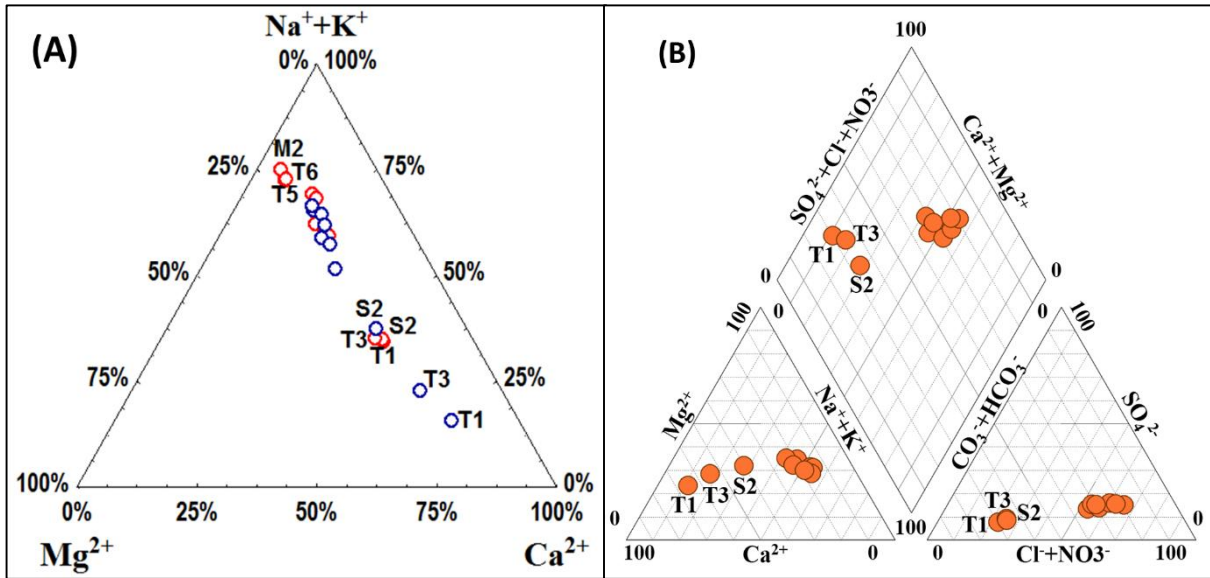 (A)
Na⁺+K⁺
0% 100%
M2
25% T6 75%
T5
50% 50%
S2
S2
T3
T1
75% T3 25%
T1
100% 0%
0% 25% 50% 75% 100%
Mg²⁺ Ca²⁺
(B)
100
SO₄²⁻+Cl⁻+NO3⁻
Ca²⁺+Mg²⁺
T3
T1
S2
0 0
100 0 0 100
Mg²⁺
Na⁺+K⁺
CO₃⁻+HCO₃⁻
SO₄²⁻
S2
T3
T1
T3
S2
T1
0 100 0
100 Ca²⁺ 0 0 Cl⁻+NO3⁻ 100